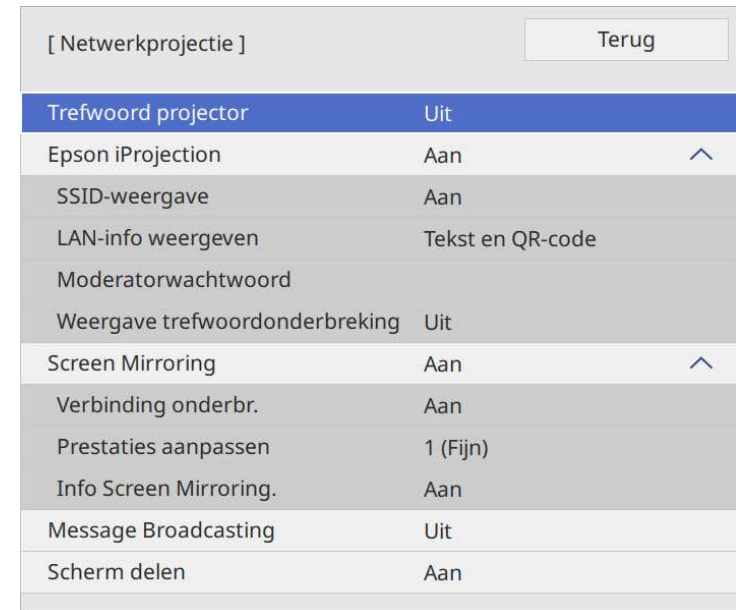 [ Netwerkprojectie ] Terug
Trefwoord projector Uit
Epson iProjection Aan
SSID-weergave Aan
LAN-info weergeven Tekst en QR-code
Moderatorwachtwoord
Weergave trefwoordonderbreking Uit
Screen Mirroring Aan
Verbinding onderbr. Aan
Prestaties aanpassen 1 (Fijn)
Info Screen Mirroring. Aan
Message Broadcasting Uit
Scherm delen Aan